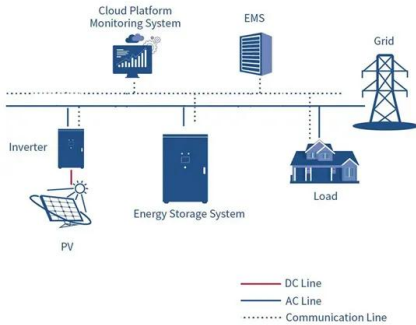 Cloud Platform
Monitoring System
EMS
Grid
Inverter
Energy Storage System
Load
PV
DC Line
AC Line
Communication Line